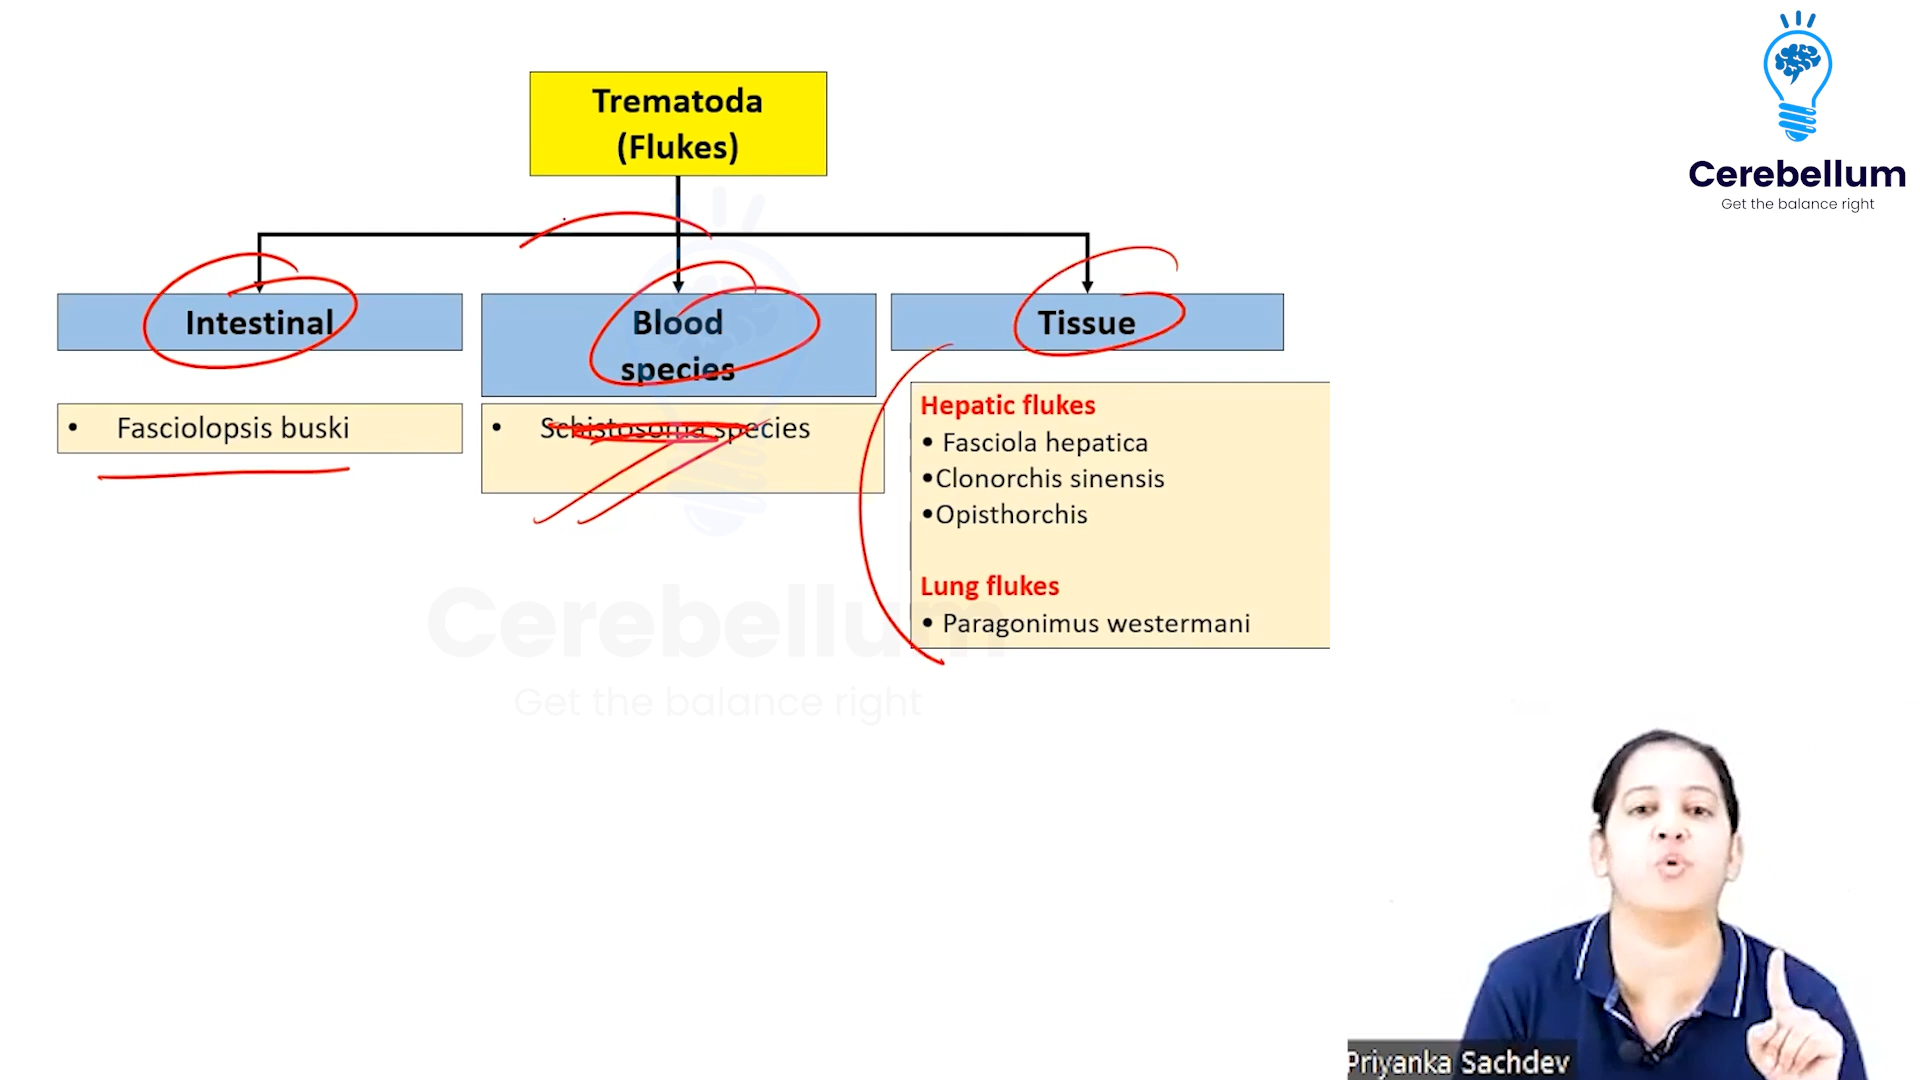 Trematoda
(Flukes)
Intestinal
Blood
species
Tissue
• Fasciolopsis buski
• Schistosoma species
Hepatic flukes
• Fasciola hepatica
•Clonorchis sinensis
•Opisthorchis
Lung flukes
• Paragonimus westermani
Cerebellum
Get the balance right
Cerebellum
Get the balance right
Priyanka Sachdev